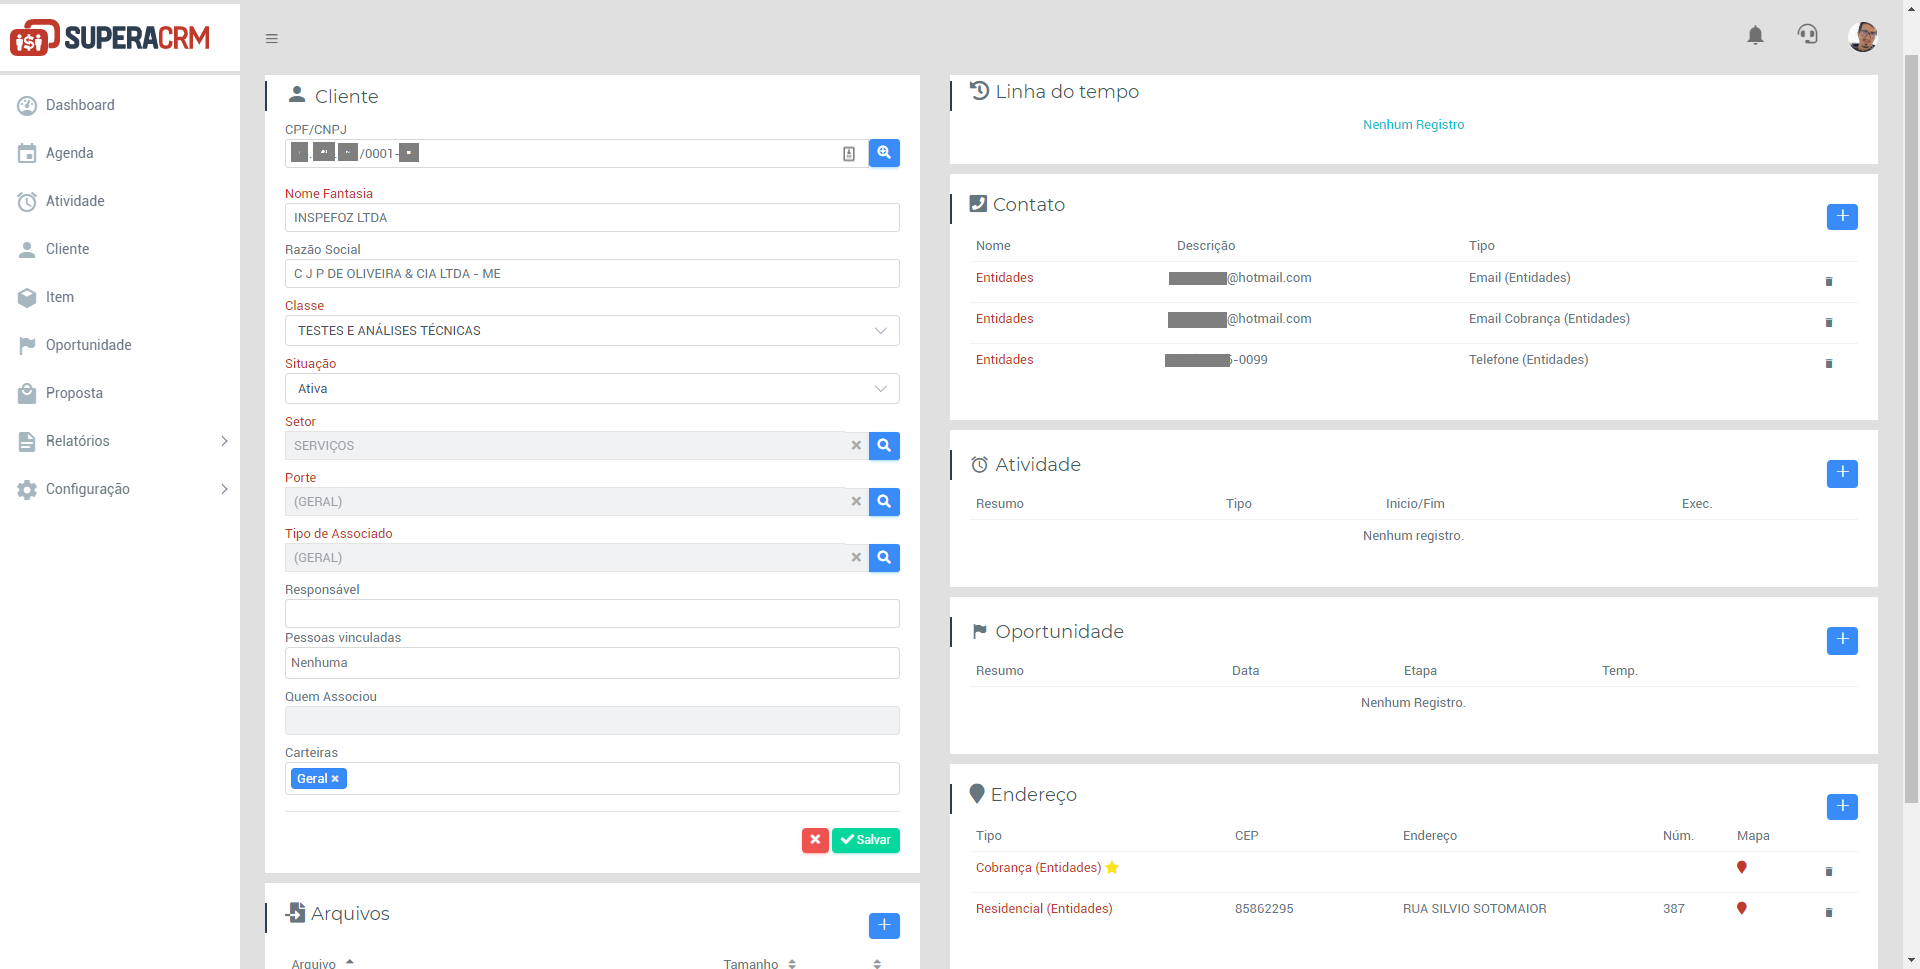 SUPERACRM
Dashboard
Agenda
Atividade
Cliente
Item
Oportunidade
Proposta
Relatórios
Configuração
Cliente
CPF/CNPJ
/0001-
Nome Fantasia
INSPEFOZ LTDA
Razão Social
C J P DE OLIVEIRA & CIA LTDA - ME
Classe
TESTES E ANÁLISES TÉCNICAS
Situação
Ativa
Setor
SERVIÇOS
Porte
(GERAL)
Tipo de Associado
(GERAL)
Responsável
Pessoas vinculadas
Nenhuma
Quem Associou
Carteiras
Geral
Salvar
Arquivos
Arquivo Tamanho
Linha do tempo
Nenhum Registro
Contato
Nome Descrição Tipo
Entidades @hotmail.com Email (Entidades)
Entidades @hotmail.com Email Cobrança (Entidades)
Entidades -0099 Telefone (Entidades)
Atividade
Resumo Tipo Inicio/Fim Exec.
Nenhum registro.
Oportunidade
Resumo Data Etapa Temp.
Nenhum Registro.
Endereço
Tipo CEP Endereço Núm. Mapa
Cobrança (Entidades)
Residencial (Entidades) 85862295 RUA SILVIO SOTOMAIOR 387